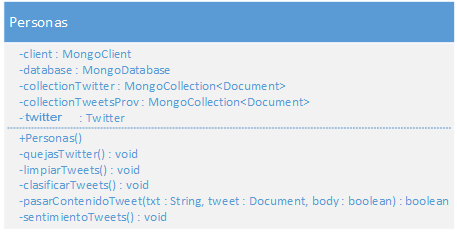 Personas
-client : MongoClient
-database : MongoDatabase
-collectionTwitter : MongoCollection<Document>
-collectionTweetsProv : MongoCollection<Document>
-twitter : Twitter
+Personas()
-quejasTwitter() : void
-limpiarTweets() : void
-clasificarTweets() : void
-pasarContenidoTweet(txt : String, tweet : Document, body : boolean) : boolean
-sentimientoTweets() : void